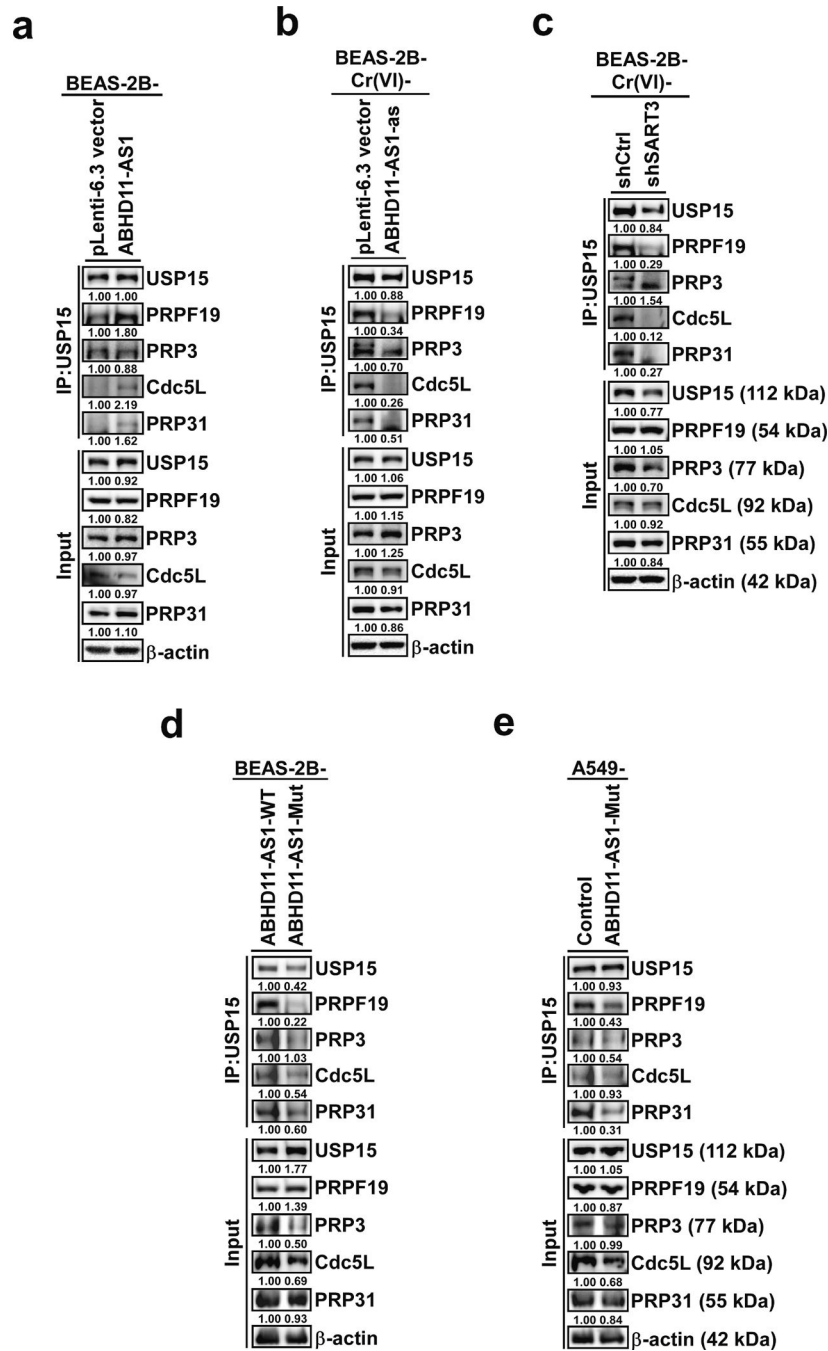 a
BEAS-2B-
pLenti-6.3 vector
ABHD11-AS1
IP:USP15
USP15
1.00 1.00
PRPF19
1.00 1.80
PRP3
1.00 0.88
Cdc5L
1.00 2.19
PRP31
1.00 1.62
Input
USP15
1.00 0.92
PRPF19
1.00 0.82
PRP3
1.00 0.97
Cdc5L
1.00 0.97
PRP31
1.00 1.10
β-actin
b
BEAS-2B-
Cr(VI)-
pLenti-6.3 vector
ABHD11-AS1-as
IP:USP15
USP15
1.00 0.88
PRPF19
1.00 0.34
PRP3
1.00 0.70
Cdc5L
1.00 0.26
PRP31
1.00 0.51
Input
USP15
1.00 1.06
PRPF19
1.00 1.15
PRP3
1.00 1.25
Cdc5L
1.00 0.91
PRP31
1.00 0.86
β-actin
c
BEAS-2B-
Cr(VI)-
shCtrl
shSART3
IP:USP15
USP15
1.00 0.84
PRPF19
1.00 0.29
PRP3
1.00 1.54
Cdc5L
1.00 0.12
PRP31
1.00 0.27
Input
USP15 (112 kDa)
1.00 0.77
PRPF19 (54 kDa)
1.00 1.05
PRP3 (77 kDa)
1.00 0.70
Cdc5L (92 kDa)
1.00 0.92
PRP31 (55 kDa)
1.00 0.84
β-actin (42 kDa)
d
BEAS-2B-
ABHD11-AS1-WT
ABHD11-AS1-Mut
IP:USP15
USP15
1.00 0.42
PRPF19
1.00 0.22
PRP3
1.00 1.03
Cdc5L
1.00 0.54
PRP31
1.00 0.60
Input
USP15
1.00 1.77
PRPF19
1.00 1.39
PRP3
1.00 0.50
Cdc5L
1.00 0.69
PRP31
1.00 0.93
β-actin
e
A549-
Control
ABHD11-AS1-Mut
IP:USP15
USP15
1.00 0.93
PRPF19
1.00 0.43
PRP3
1.00 0.54
Cdc5L
1.00 0.93
PRP31
1.00 0.31
Input
USP15 (112 kDa)
1.00 1.05
PRPF19 (54 kDa)
1.00 0.87
PRP3 (77 kDa)
1.00 0.99
Cdc5L (92 kDa)
1.00 0.68
PRP31 (55 kDa)
1.00 0.84
β-actin (42 kDa)